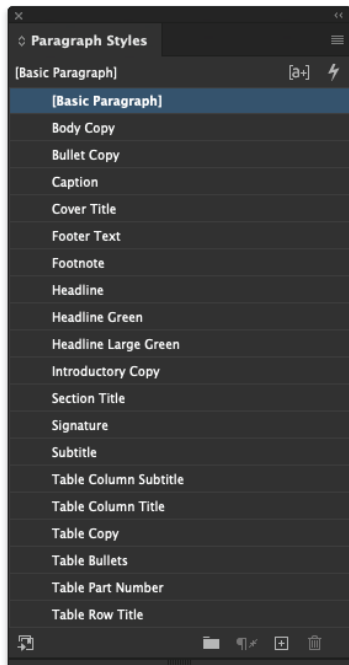 Paragraph Styles
[Basic Paragraph]
[a+]
[Basic Paragraph]
Body Copy
Bullet Copy
Caption
Cover Title
Footer Text
Footnote
Headline
Headline Green
Headline Large Green
Introductory Copy
Section Title
Signature
Subtitle
Table Column Subtitle
Table Column Title
Table Copy
Table Bullets
Table Part Number
Table Row Title